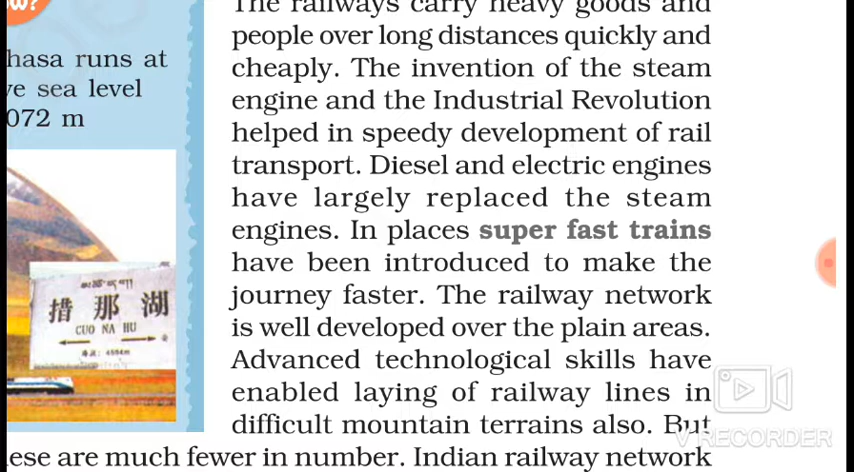 ow?
hasa runs at
ve sea level
072 m
The railways carry heavy goods and
people over long distances quickly and
cheaply. The invention of the steam
engine and the Industrial Revolution
helped in speedy development of rail
transport. Diesel and electric engines
have largely replaced the steam
engines. In places super fast trains
have been introduced to make the
journey faster. The railway network
is well developed over the plain areas.
Advanced technological skills have
enabled laying of railway lines in
difficult mountain terrains also. But
hese are much fewer in number. Indian railway network
措那湖
CUO NA HU
V RECORDER